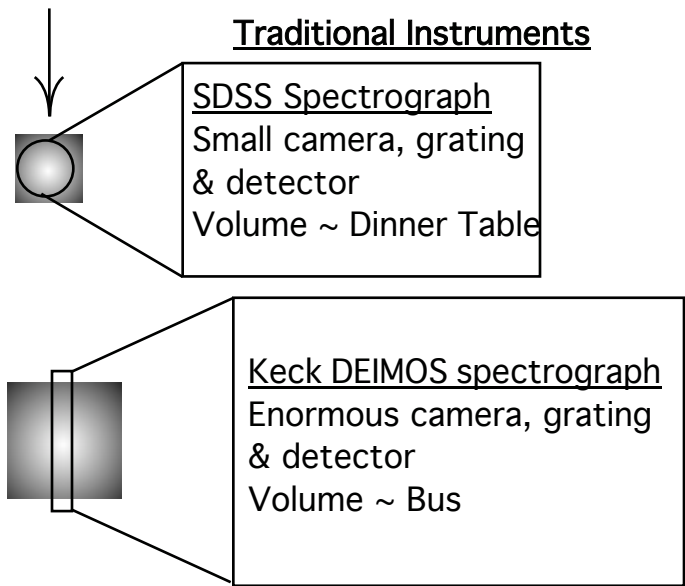 Traditional Instruments
SDSS Spectrograph
Small camera, grating
& detector
Volume ~ Dinner Table
Keck DEIMOS spectrograph
Enormous camera, grating
& detector
Volume ~ Bus